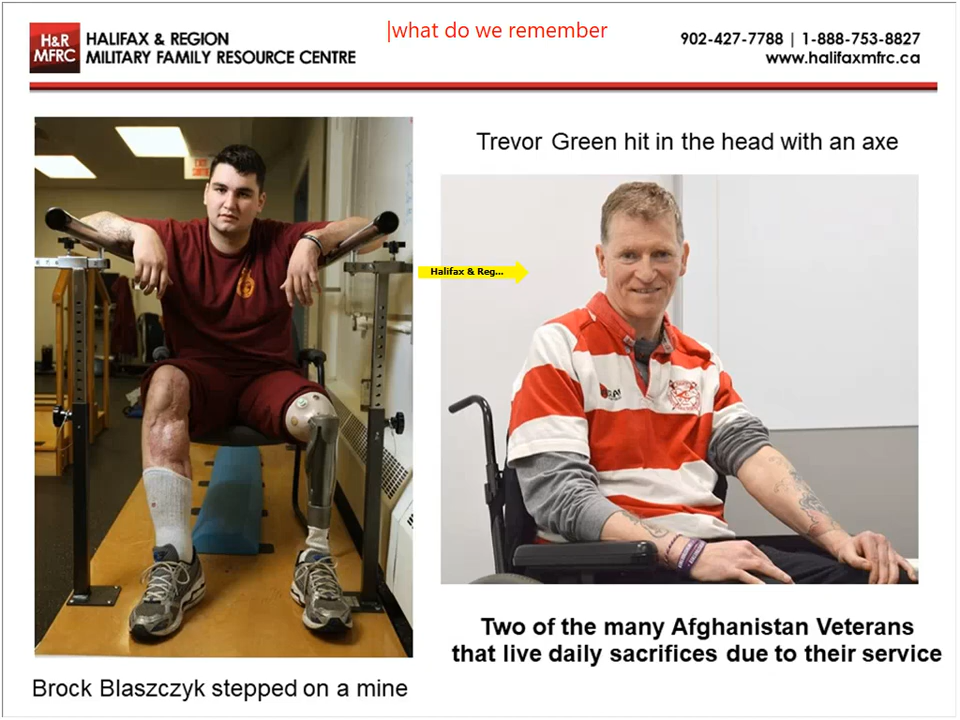 what do we remember
H&R
MFRC
HALIFAX & REGION
MILITARY FAMILY RESOURCE CENTRE
902-427-7788 | 1-888-753-8827
www.halifaxmfrc.ca
Trevor Green hit in the head with an axe
Halifax & Reg...
Two of the many Afghanistan Veterans
that live daily sacrifices due to their service
Brock Blaszczyk stepped on a mine